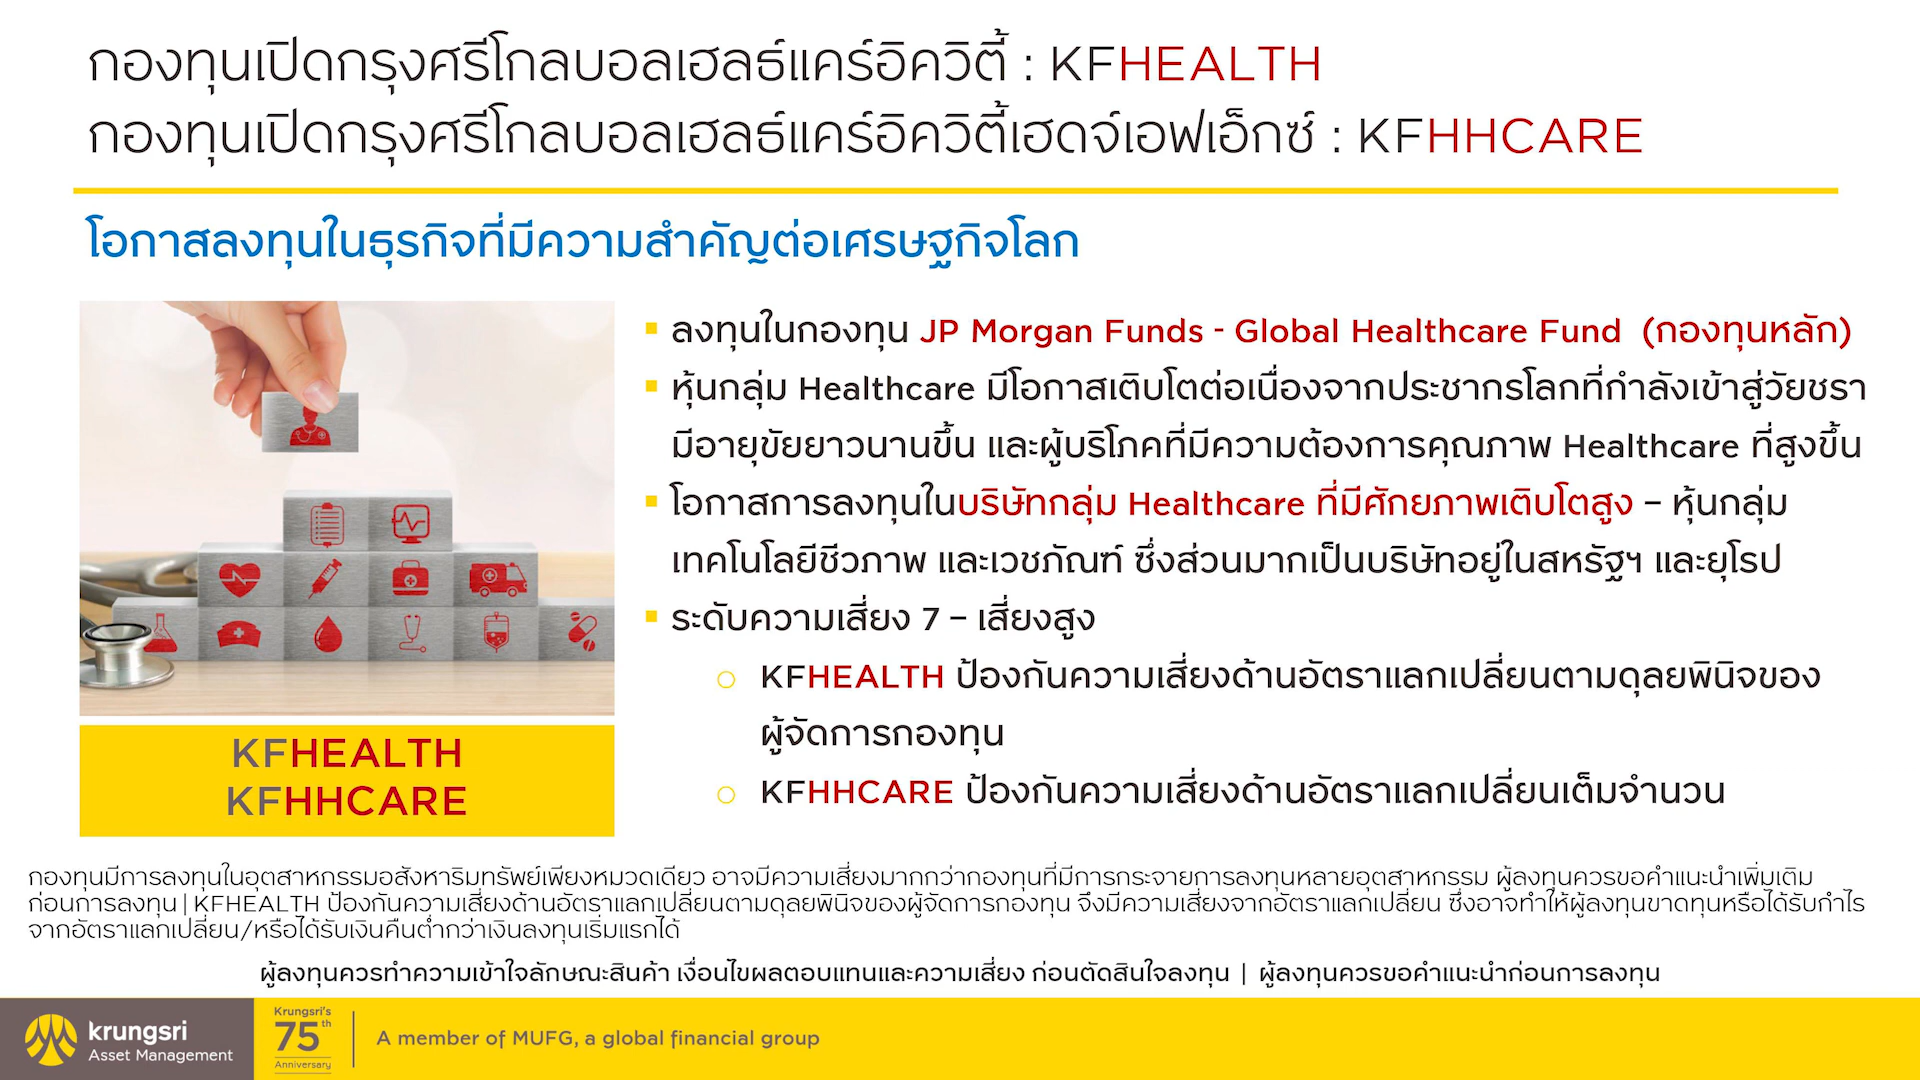 กองทุนเปิดกรุงศรีโกลบอลเฮลธ์แคร์อิควิตี้ : KFHEALTH
กองทุนเปิดกรุงศรีโกลบอลเฮลธ์แคร์อิควิตี้เฮดจ์เอฟเอ็กซ์ : KFHHCARE
โอกาสลงทุนในธุรกิจที่มีความสำคัญต่อเศรษฐกิจโลก
▪ ลงทุนในกองทุน JP Morgan Funds - Global Healthcare Fund (กองทุนหลัก)
▪ หุ้นกลุ่ม Healthcare มีโอกาสเติบโตต่อเนื่องจากประชากรโลกที่กำลังเข้าสู่วัยชรา
มีอายุขัยยาวนานขึ้น และผู้บริโภคที่มีความต้องการคุณภาพ Healthcare ที่สูงขึ้น
▪ โอกาสการลงทุนในบริษัทกลุ่ม Healthcare ที่มีศักยภาพเติบโตสูง – หุ้นกลุ่ม
เทคโนโลยีชีวภาพ และเวชภัณฑ์ ซึ่งส่วนมากเป็นบริษัทอยู่ในสหรัฐฯ และยุโรป
▪ ระดับความเสี่ยง 7 – เสี่ยงสูง
o KFHEALTH ป้องกันความเสี่ยงด้านอัตราแลกเปลี่ยนตามดุลยพินิจของ
ผู้จัดการกองทุน
o KFHHCARE ป้องกันความเสี่ยงด้านอัตราแลกเปลี่ยนเต็มจำนวน
KFHEALTH
KFHHCARE
กองทุนมีการลงทุนในอุตสาหกรรมอสังหาริมทรัพย์เพียงหมวดเดียว อาจมีความเสี่ยงมากกว่ากองทุนที่มีการกระจายการลงทุนหลายอุตสาหกรรม ผู้ลงทุนควรขอคำแนะนำเพิ่มเติม
ก่อนการลงทุน | KFHEALTH ป้องกันความเสี่ยงด้านอัตราแลกเปลี่ยนตามดุลยพินิจของผู้จัดการกองทุน จึงมีความเสี่ยงจากอัตราแลกเปลี่ยน ซึ่งอาจทำให้ผู้ลงทุนขาดทุนหรือได้รับกำไร
จากอัตราแลกเปลี่ยน/หรือได้รับเงินคืนต่ำกว่าเงินลงทุนเริ่มแรกได้
ผู้ลงทุนควรทำความเข้าใจลักษณะสินค้า เงื่อนไขผลตอบแทนและความเสี่ยง ก่อนตัดสินใจลงทุน | ผู้ลงทุนควรขอคำแนะนำก่อนการลงทุน
krungsri
Asset Management
Krungsri's
75th
Anniversary
A member of MUFG, a global financial group